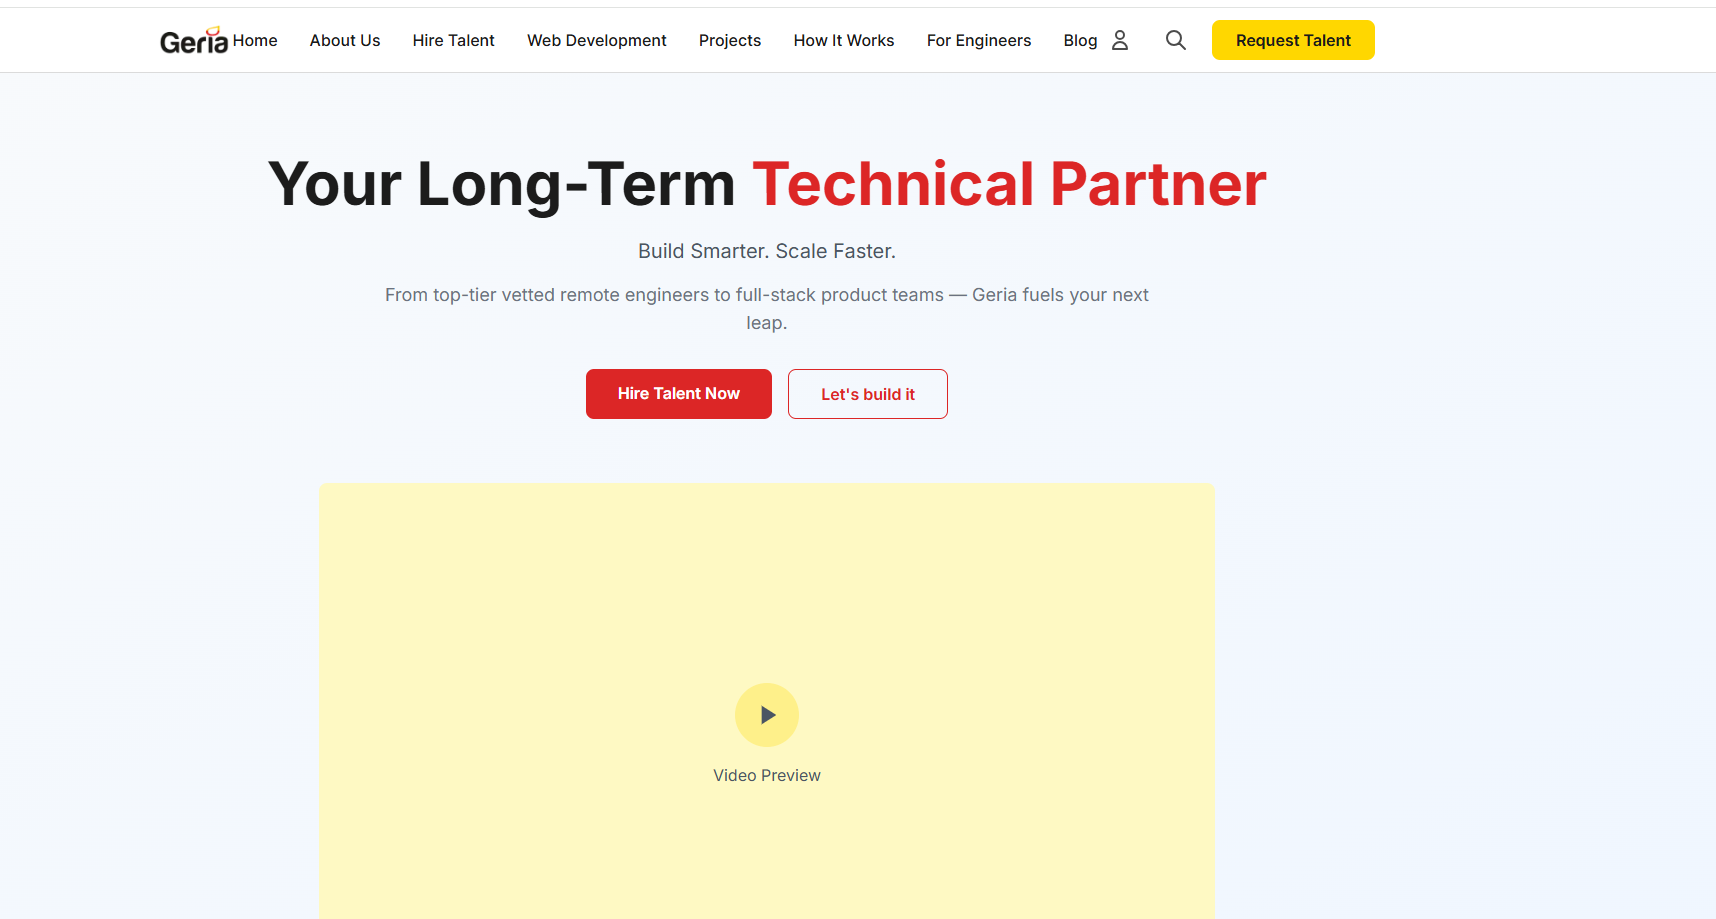 Geria Home About Us Hire Talent Web Development Projects How It Works For Engineers Blog Request Talent
Your Long-Term Technical Partner
Build Smarter. Scale Faster.
From top-tier vetted remote engineers to full-stack product teams — Geria fuels your next
leap.
Hire Talent Now Let's build it
Video Preview